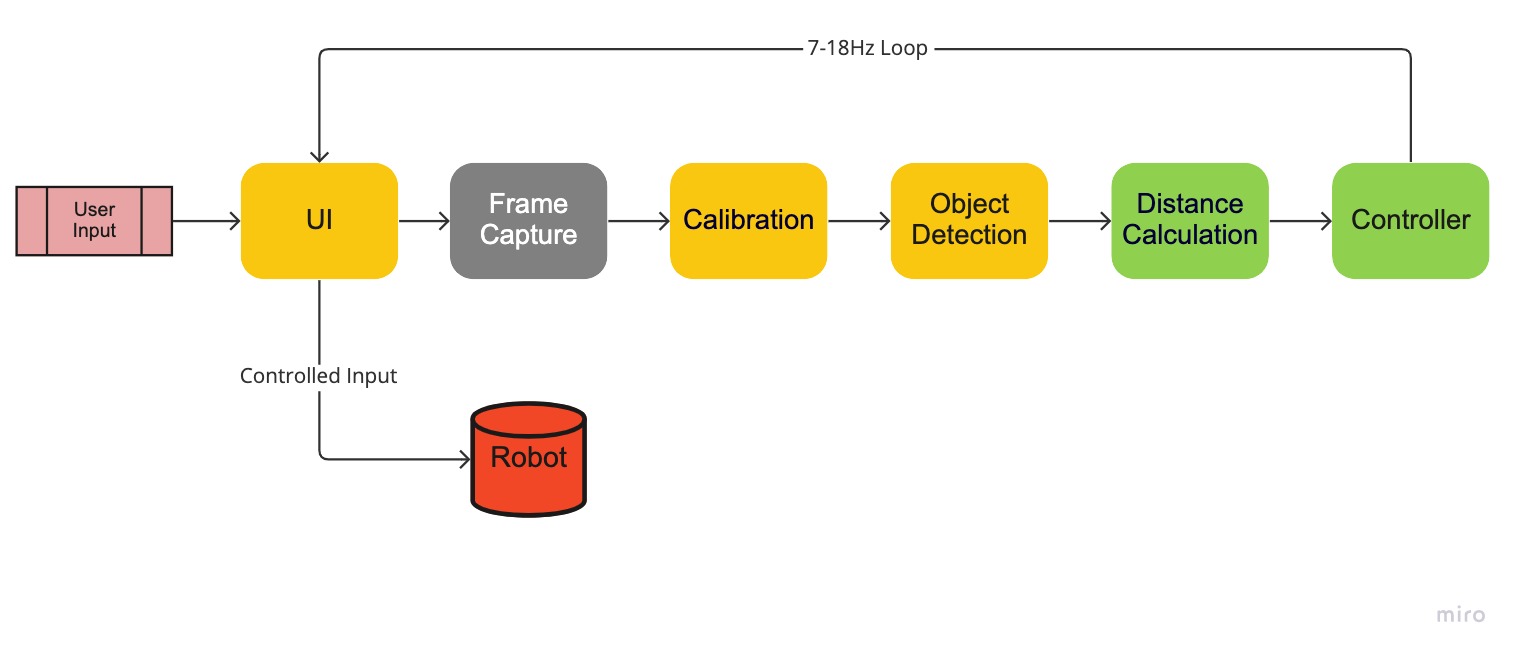 7-18Hz Loop
User
Input
UI
Frame
Capture
Calibration
Object
Detection
Distance
Calculation
Controller
Controlled Input
Robot
miro